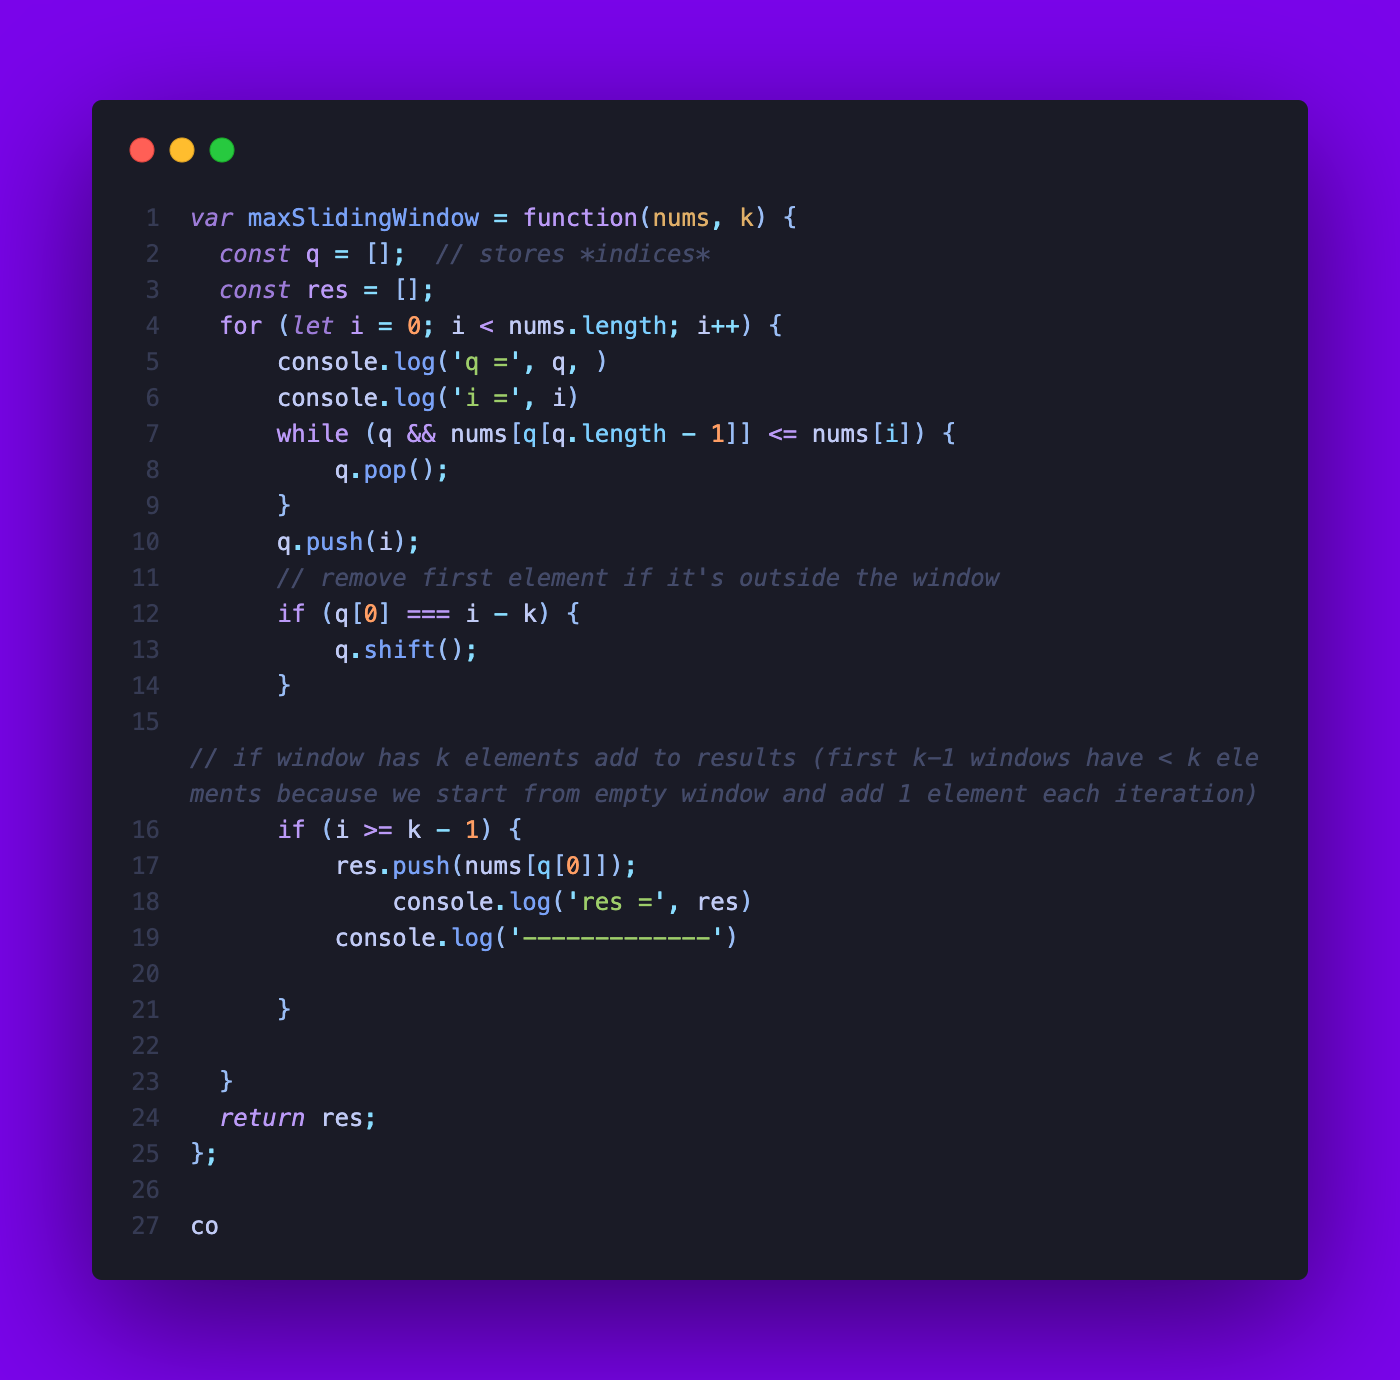 1 var maxSlidingWindow = function(nums, k) {
2   const q = [];  // stores *indices*
3   const res = [];
4   for (let i = 0; i < nums.length; i++) {
5       console.log('q =', q, )
6       console.log('i =', i)
7       while (q && nums[q[q.length - 1]] <= nums[i]) {
8           q.pop();
9       }
10       q.push(i);
11       // remove first element if it's outside the window
12       if (q[0] === i - k) {
13           q.shift();
14       }
15
// if window has k elements add to results (first k-1 windows have < k ele
ments because we start from empty window and add 1 element each iteration)
16       if (i >= k - 1) {
17           res.push(nums[q[0]]);
18               console.log('res =', res)
19           console.log('-------------')
20
21       }
22
23   }
24   return res;
25 };
26
27 co